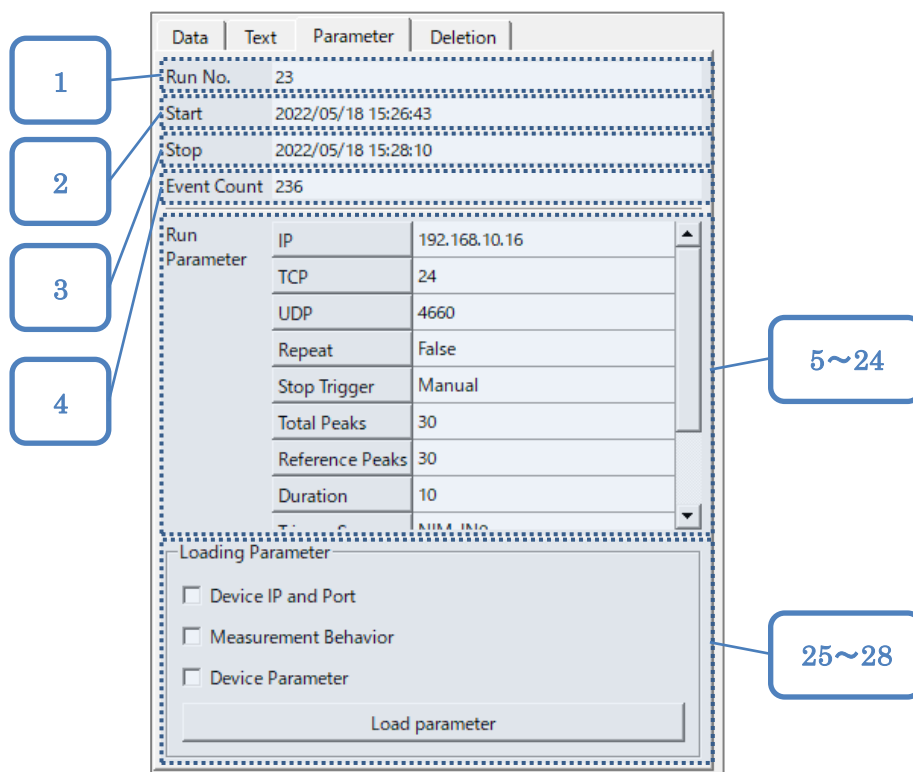 Data Text Parameter Deletion
1
Run No. 23
2
Start 2022/05/18 15:26:43
3
Stop 2022/05/18 15:28:10
4
Event Count 236
5~24
Run Parameter
IP 192.168.10.16
TCP 24
UDP 4660
Repeat False
Stop Trigger Manual
Total Peaks 30
Reference Peaks 30
Duration 10
25~28
Loading Parameter
Device IP and Port
Measurement Behavior
Device Parameter
Load parameter